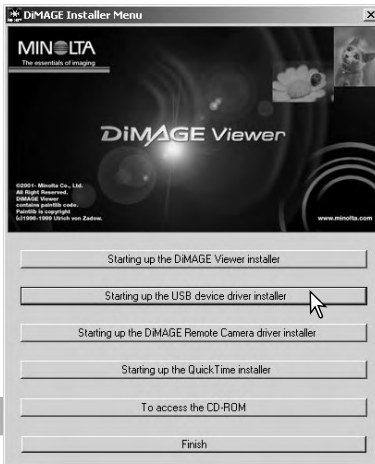 DiMAGE Installer Menu
MINOLTA
The essentials of imaging
DiMAGE Viewer
©2001- Minolta Co., Ltd.
All Right Reserved.
DiMAGE Viewer
contains paintlib code.
Paintlib is copyright
(c)1996-1999 Ulrich von Zadow.
www.minolta.com
Starting up the DiMAGE Viewer installer
Starting up the USB device driver installer
Starting up the DiMAGE Remote Camera driver installer
Starting up the QuickTime installer
To access the CD-ROM
Finish